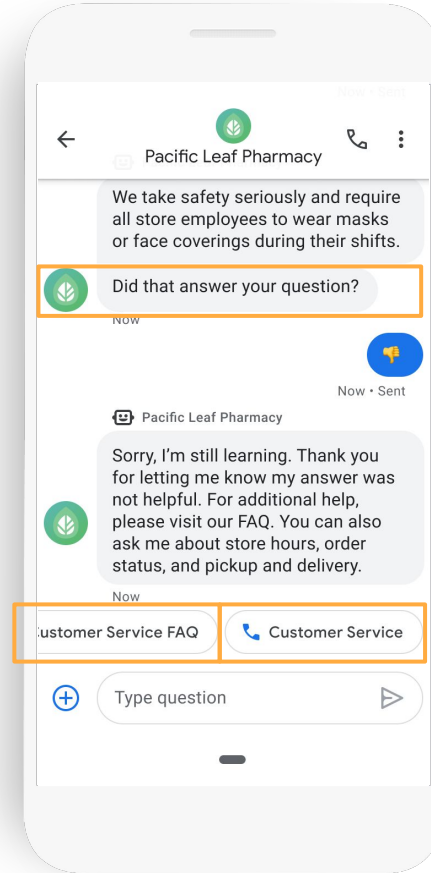 Now • Sent
Pacific Leaf Pharmacy
We take safety seriously and require
all store employees to wear masks
or face coverings during their shifts.
Did that answer your question?
Now
Now • Sent
Pacific Leaf Pharmacy
Sorry, I'm still learning. Thank you
for letting me know my answer was
not helpful. For additional help,
please visit our FAQ. You can also
ask me about store hours, order
status, and pickup and delivery.
Now
ustomer Service FAQ
Customer Service
Type question